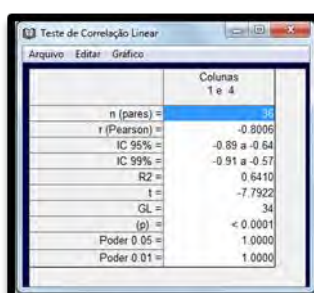 Teste de Correlação Linear
Arquivo Editar Gráfico
Colunas
1 e 4
n (pares) = 36
r (Pearson) = -0.8006
IC 95% = -0.89 a -0.64
IC 99% = -0.91 a -0.57
R2 = 0.6410
t = -7.7922
GL = 34
(p) = < 0.0001
Poder 0.05 = 1.0000
Poder 0.01 = 1.0000